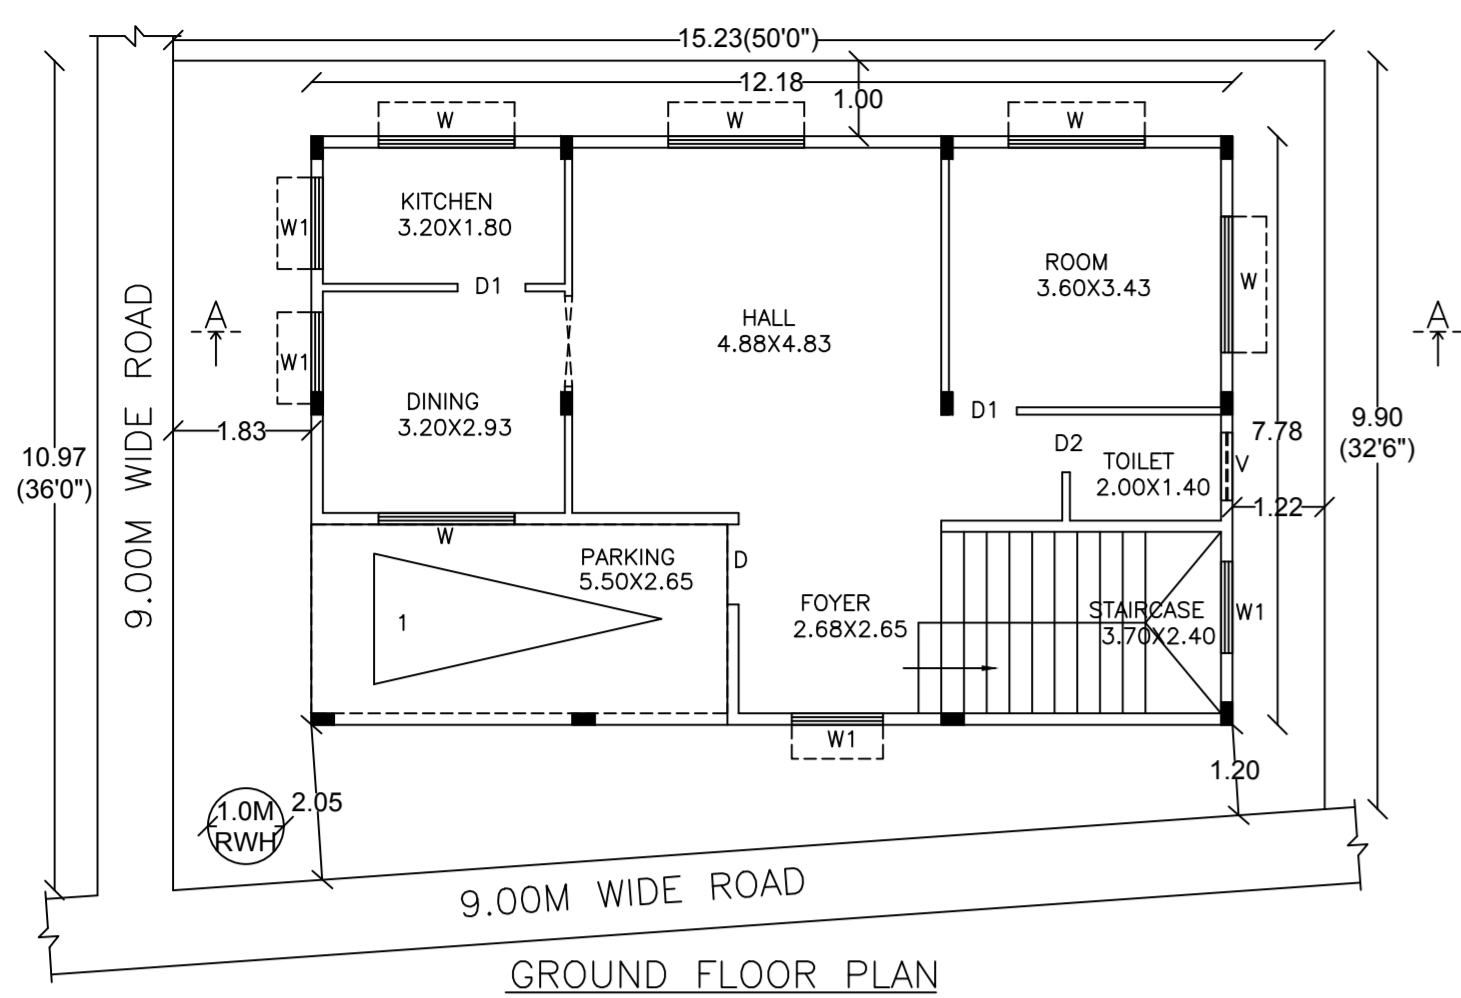 15.23(50'0")
12.18
1.00
W
W
W
KITCHEN
3.20X1.80
W1
D1
ROOM
3.60X3.43
W
HALL
4.88X4.83
A
A
W1
DINING
3.20X2.93
D1
1.83
9.00M WIDE ROAD
10.97
(36'0")
7.78
9.90
(32'6")
D2
TOILET
2.00X1.40
V
1.22
W
PARKING
5.50X2.65
D
1
FOYER
2.68X2.65
STAIRCASE
3.70X2.40
W1
W1
1.20
2.05
1.0M
RWH
9.00M WIDE ROAD
GROUND FLOOR PLAN